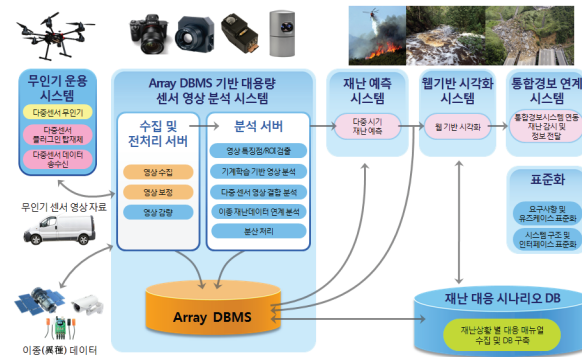 무인기 운용
시스템
다중센서 무인기
다중센서
플러그인 탑재체
다중센서 데이터
송수신
무인기 센서 영상 자료
이종(異種) 데이터
Array DBMS 기반 대용량
센서 영상 분석 시스템
수집 및
전처리 서버
영상 수집
영상 보정
영상 감향
분석 서버
영상 특징점/ROI 검출
기계학습 기반 영상 분석
다중 센서 영상 결합 분석
이종 재난데이터 연계 분석
분산 처리
Array DBMS
재난 예측
시스템
다중 시기
재난 예측
웹기반 시각화
시스템
웹 기반 시각화
통합경보 연계
시스템
통합경보시스템 연동
재난 감시 및
정보 전달
표준화
요구사항 및
유즈케이스 표준화
시스템 구조 및
인터페이스 표준화
재난 대응 시나리오 DB
재난상황 별 대응 매뉴얼
수집 및 DB 구축